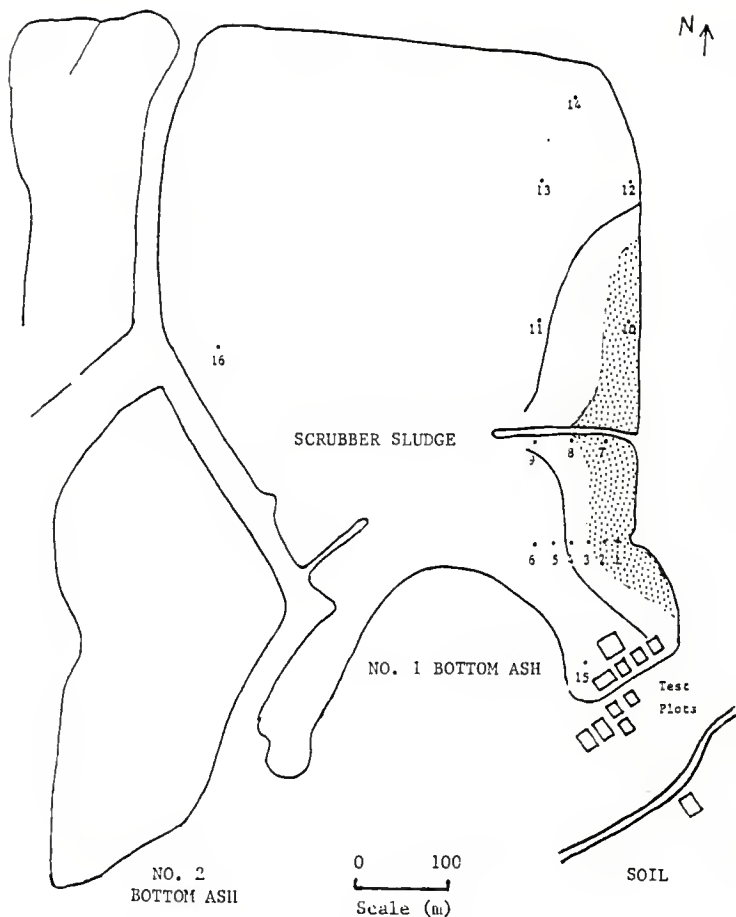 N
14
13
12
11
10
16
SCRUBBER SLUDGE
9
8
7
6
5
4
3
2
1
NO. 1 BOTTOM ASH
15
Test
Plots
NO. 2
BOTTOM ASH
0 100
Scale (m)
SOIL